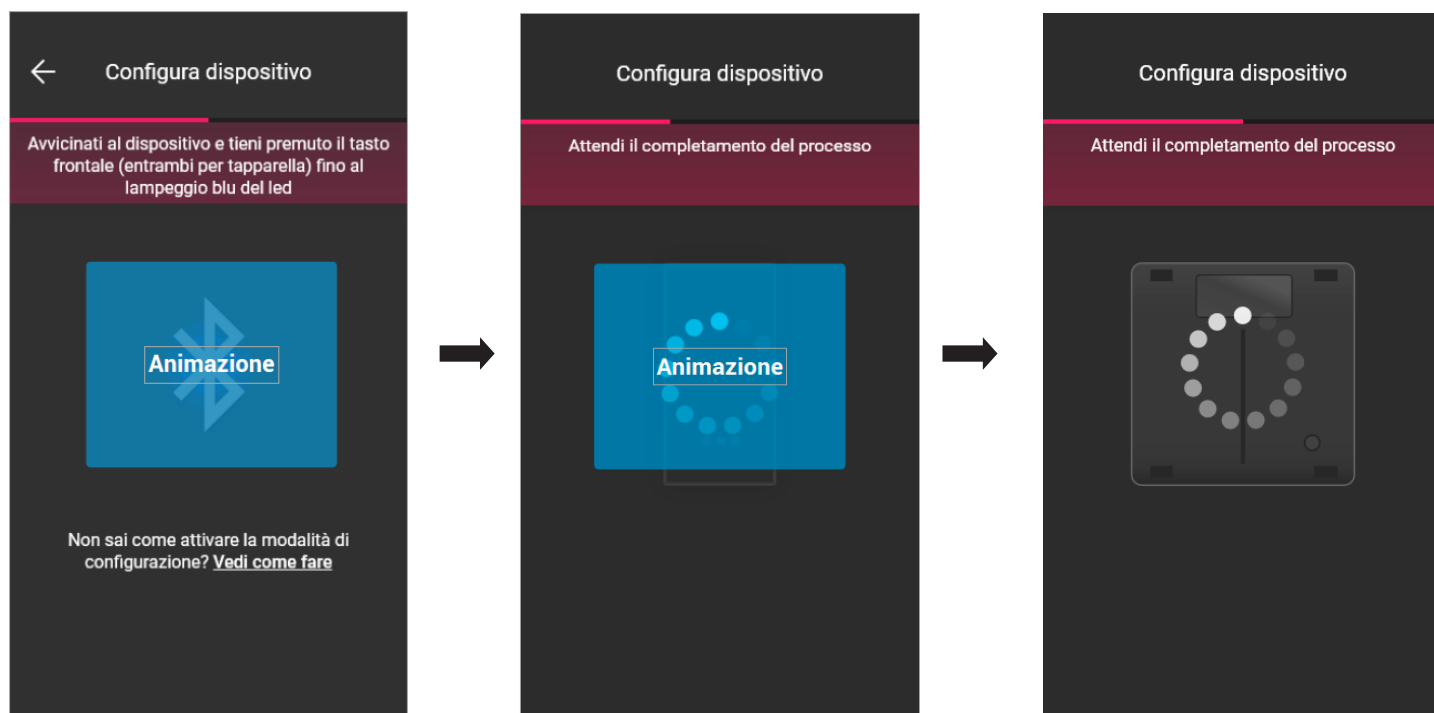 Configura dispositivo
Avvicinati al dispositivo e tieni premuto il tasto
frontale (entrambi per tapparella) fino al
lampeggio blu del led
Animazione
Non sai come attivare la modalità di
configurazione? Vedi come fare
Configura dispositivo
Attendi il completamento del processo
Animazione
Configura dispositivo
Attendi il completamento del processo